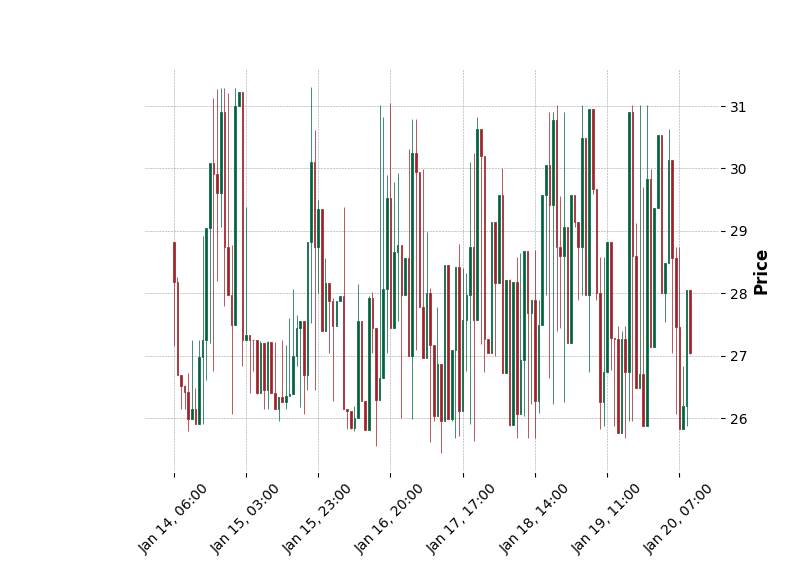 31
30
29
28
27
26
Price
Jan 14, 06:00
Jan 15, 03:00
Jan 15, 23:00
Jan 16, 20:00
Jan 17, 17:00
Jan 18, 14:00
Jan 19, 11:00
Jan 20, 07:00